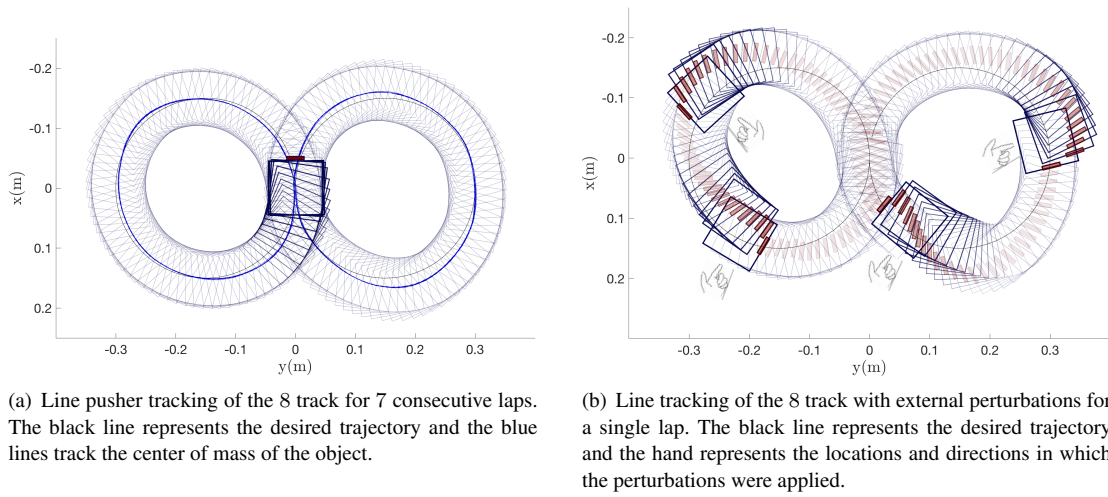 -0.2
-0.1
0
0.1
0.2
x(m)
-0.3 -0.2 -0.1 0 0.1 0.2 0.3
y(m)
(a) Line pusher tracking of the 8 track for 7 consecutive laps.
The black line represents the desired trajectory and the blue
lines track the center of mass of the object.
-0.2
-0.1
0
0.1
0.2
x(m)
-0.3 -0.2 -0.1 0 0.1 0.2 0.3
y(m)
(b) Line tracking of the 8 track with external perturbations for
a single lap. The black line represents the desired trajectory
and the hand represents the locations and directions in which
the perturbations were applied.